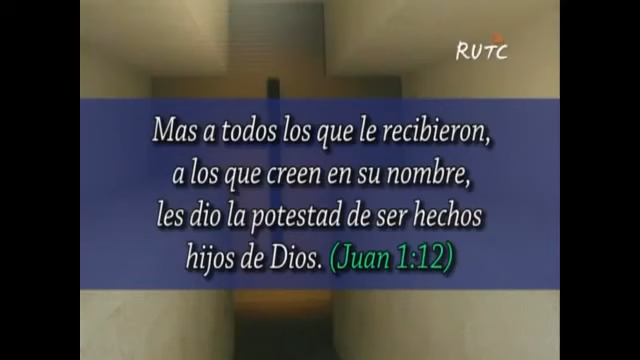 RUTC
Mas a todos los que le recibieron,
a los que creen en su nombre,
les dio la potestad de ser hechos
hijos de Dios. (Juan 1:12)